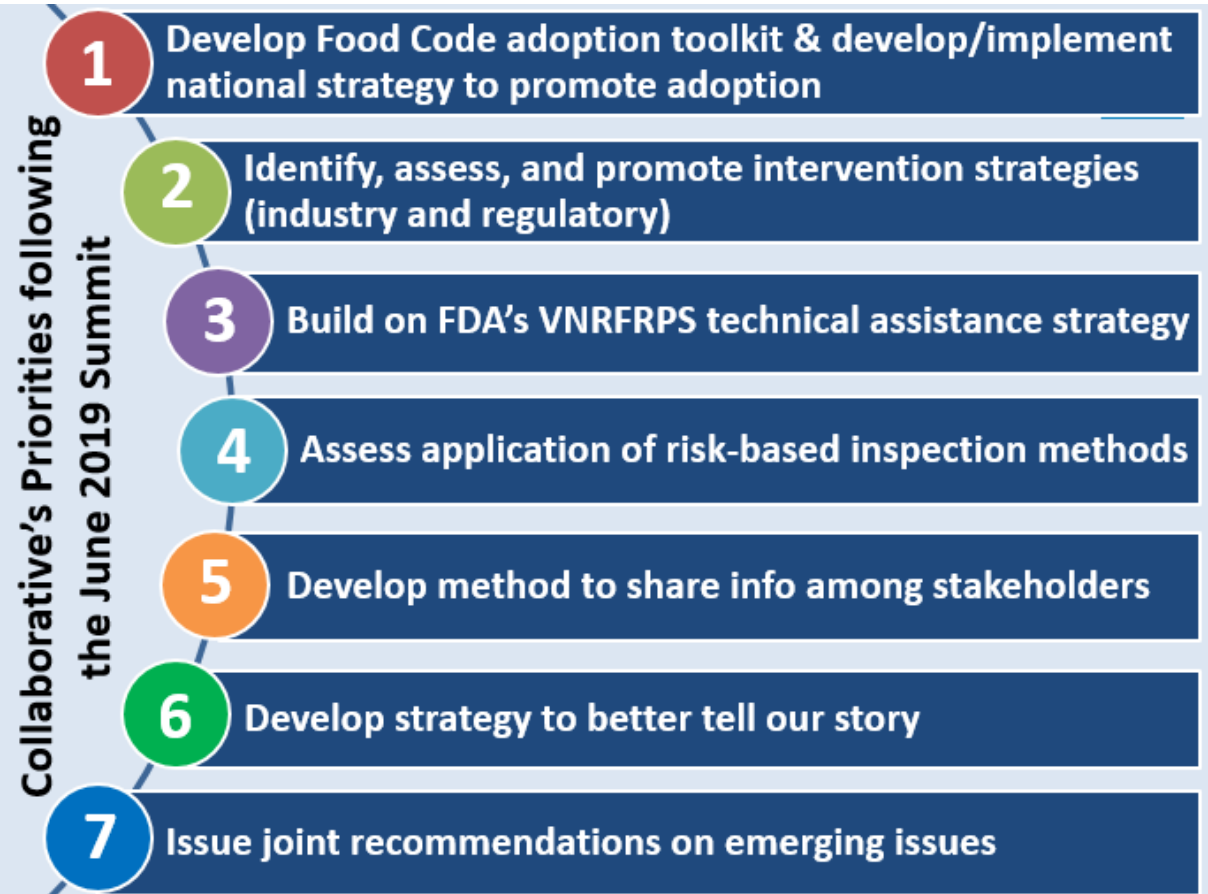 Collaborative’s Priorities following
the June 2019 Summit
1
Develop Food Code adoption toolkit & develop/implement
national strategy to promote adoption
2
Identify, assess, and promote intervention strategies
(industry and regulatory)
3
Build on FDA’s VNRFRPS technical assistance strategy
4
Assess application of risk-based inspection methods
5
Develop method to share info among stakeholders
6
Develop strategy to better tell our story
7
Issue joint recommendations on emerging issues